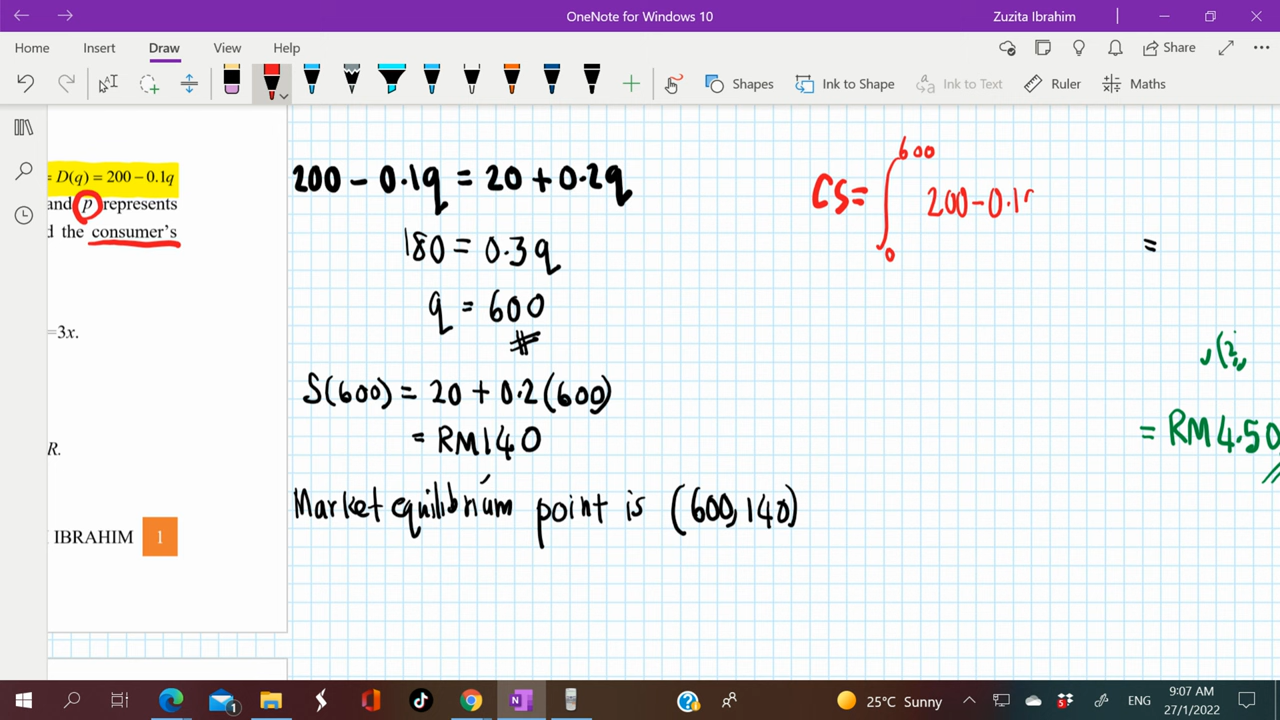 OneNote for Windows 10
Zuzita Ibrahim
Home Insert Draw View Help
Share
Shapes
Ink to Shape
Ink to Text
Ruler
Maths
= D(q) = 200 − 0.1q
and p represents
d the consumer's
=3x.
R.
IBRAHIM 1
200 - 0.1q = 20 + 0.2q
180 = 0.3q
q = 600
S(600) = 20 + 0.2(600)
= RM140
Market equilibrium point is (600, 140)
CS = ∫ 600 0 200 - 0.1
=
= RM4.50
1
5
25°C Sunny
ENG
9:07 AM
27/1/2022